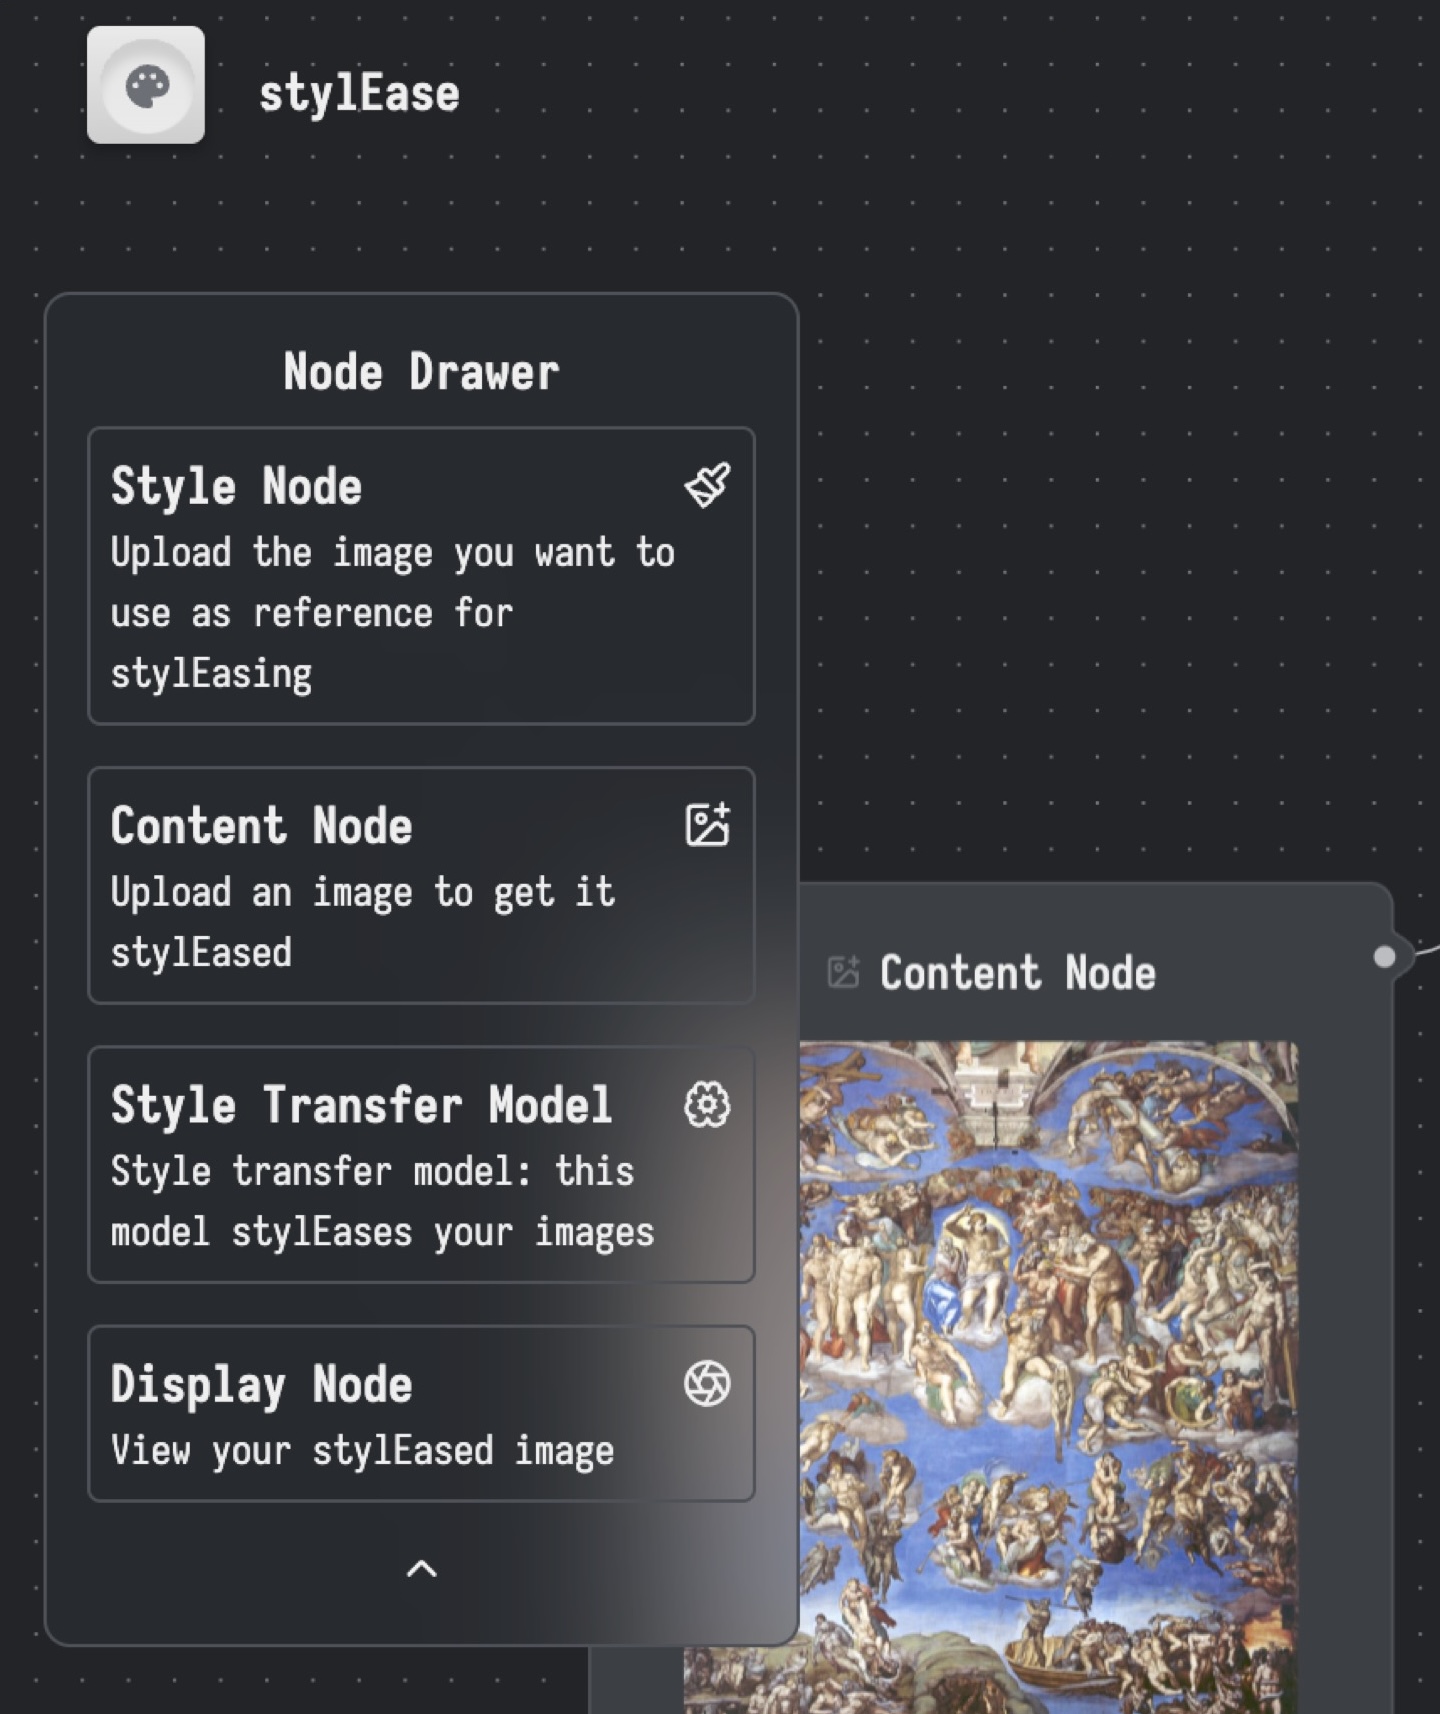 stylEase
Node Drawer
Style Node
Upload the image you want to
use as reference for
stylEasing
Content Node
Upload an image to get it
stylEased
Style Transfer Model
Style transfer model: this
model stylEases your images
Display Node
View your stylEased image
Content Node